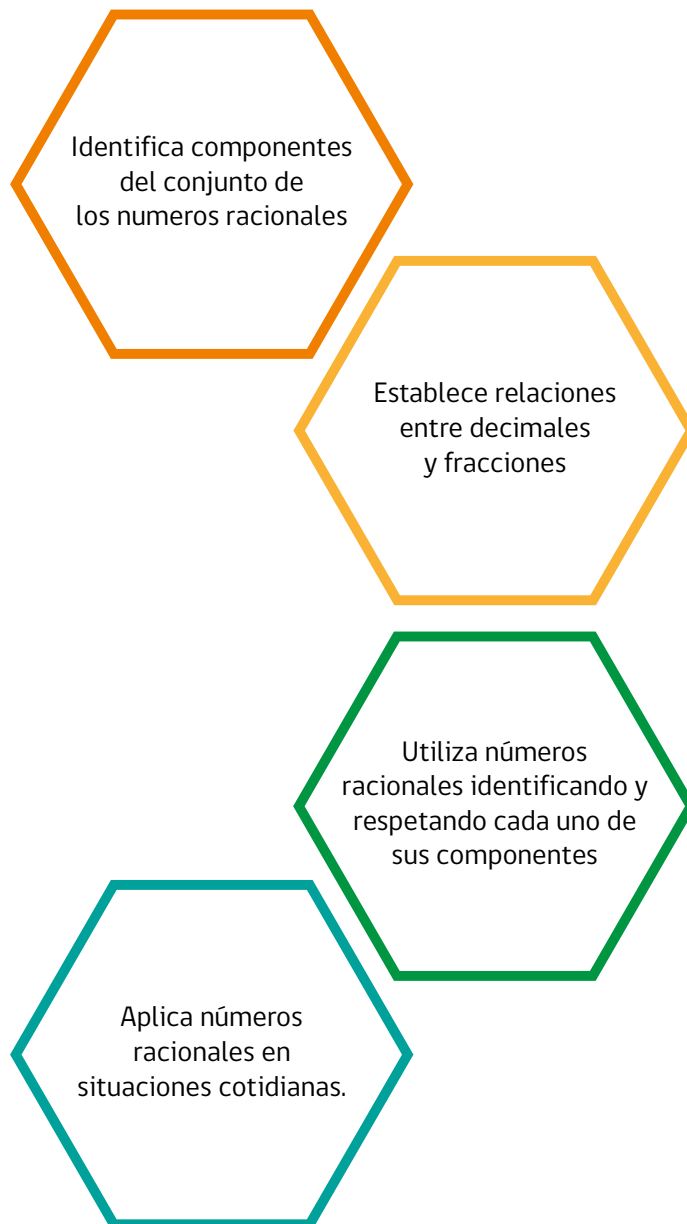 Identifica componentes
del conjunto de
los numeros racionales
Establece relaciones
entre decimales
y fracciones
Utiliza números
racionales identificando y
respetando cada uno de
sus componentes
Aplica números
racionales en
situaciones cotidianas.